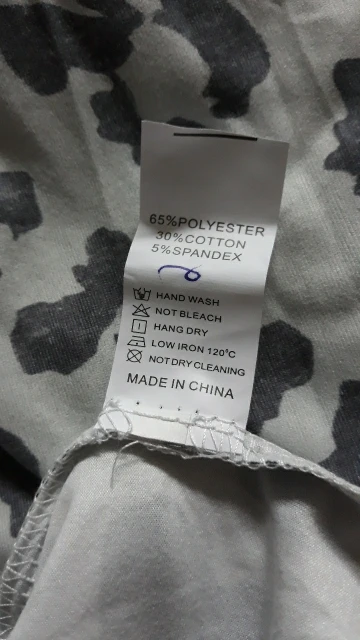 65%POLYESTER
30%COTTON
5%SPANDEX
HAND WASH
NOT BLEACH
HANG DRY
LOW IRON 120°C
NOT DRY CLEANING
MADE IN CHINA